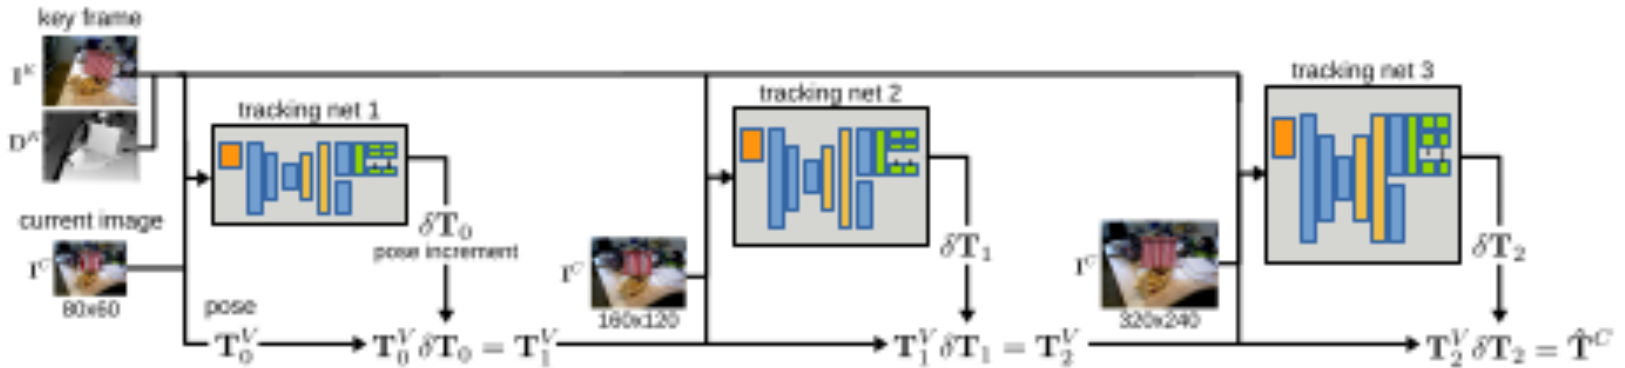 key frame
I^K
D^K
current image
I^C
80x60
pose
T_0^V
tracking net 1
δT_0
pose increment
T_0^V δT_0 = T_1^V
I^C
160x120
tracking net 2
δT_1
T_1^V δT_1 = T_2^V
I^C
320x240
tracking net 3
δT_2
T_2^V δT_2 = T̂^C